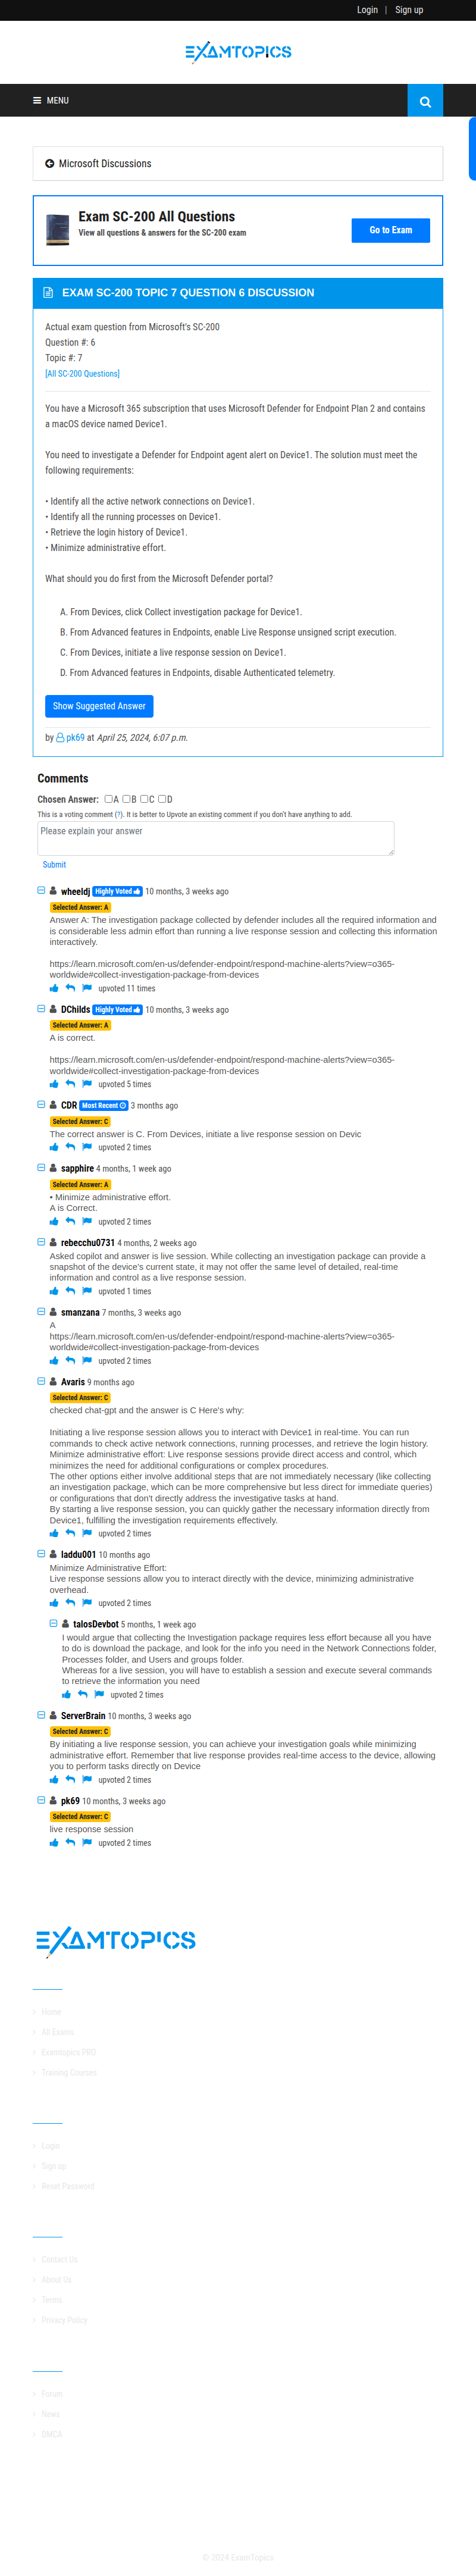 Login | Sign up
EXAMTOPICS
MENU
Microsoft Discussions
Exam SC-200 All Questions
View all questions & answers for the SC-200 exam
Go to Exam
EXAM SC-200 TOPIC 7 QUESTION 6 DISCUSSION
Actual exam question from Microsoft's SC-200
Question #: 6
Topic #: 7
[All SC-200 Questions]
You have a Microsoft 365 subscription that uses Microsoft Defender for Endpoint Plan 2 and contains
a macOS device named Device1.
You need to investigate a Defender for Endpoint agent alert on Device1. The solution must meet the
following requirements:
• Identify all the active network connections on Device1.
• Identify all the running processes on Device1.
• Retrieve the login history of Device1.
• Minimize administrative effort.
What should you do first from the Microsoft Defender portal?
A. From Devices, click Collect investigation package for Device1.
B. From Advanced features in Endpoints, enable Live Response unsigned script execution.
C. From Devices, initiate a live response session on Device1.
D. From Advanced features in Endpoints, disable Authenticated telemetry.
Show Suggested Answer
by pk69 at April 25, 2024, 6:07 p.m.
Comments
Chosen Answer: A B C D
This is a voting comment (?). It is better to Upvote an existing comment if you don't have anything to add.
Please explain your answer
Submit
wheeldj Highly Voted 10 months, 3 weeks ago
Selected Answer: A
Answer A: The investigation package collected by defender includes all the required information and
is considerable less admin effort than running a live response session and collecting this information
interactively.
https://learn.microsoft.com/en-us/defender-endpoint/respond-machine-alerts?view=o365-
worldwide#collect-investigation-package-from-devices
upvoted 11 times
DChilds Highly Voted 10 months, 3 weeks ago
Selected Answer: A
A is correct.
https://learn.microsoft.com/en-us/defender-endpoint/respond-machine-alerts?view=o365-
worldwide#collect-investigation-package-from-devices
upvoted 5 times
CDR Most Recent 3 months ago
Selected Answer: C
The correct answer is C. From Devices, initiate a live response session on Devic
upvoted 2 times
sapphire 4 months, 1 week ago
Selected Answer: A
• Minimize administrative effort.
A is Correct.
upvoted 2 times
rebecchu0731 4 months, 2 weeks ago
Asked copilot and answer is live session. While collecting an investigation package can provide a
snapshot of the device's current state, it may not offer the same level of detailed, real-time
information and control as a live response session.
upvoted 1 times
smanzana 7 months, 3 weeks ago
A
https://learn.microsoft.com/en-us/defender-endpoint/respond-machine-alerts?view=o365-
worldwide#collect-investigation-package-from-devices
upvoted 2 times
Avaris 9 months ago
Selected Answer: C
checked chat-gpt and the answer is C Here's why:
Initiating a live response session allows you to interact with Device1 in real-time. You can run
commands to check active network connections, running processes, and retrieve the login history.
Minimize administrative effort: Live response sessions provide direct access and control, which
minimizes the need for additional configurations or complex procedures.
The other options either involve additional steps that are not immediately necessary (like collecting
an investigation package, which can be more comprehensive but less direct for immediate queries)
or configurations that don't directly address the investigative tasks at hand.
By starting a live response session, you can quickly gather the necessary information directly from
Device1, fulfilling the investigation requirements effectively.
upvoted 2 times
laddu001 10 months ago
Minimize Administrative Effort:
Live response sessions allow you to interact directly with the device, minimizing administrative
overhead.
upvoted 2 times
talosDevbot 5 months, 1 week ago
I would argue that collecting the Investigation package requires less effort because all you have
to do is download the package, and look for the info you need in the Network Connections folder,
Processes folder, and Users and groups folder.
Whereas for a live session, you will have to establish a session and execute several commands
to retrieve the information you need
upvoted 2 times
ServerBrain 10 months, 3 weeks ago
Selected Answer: C
By initiating a live response session, you can achieve your investigation goals while minimizing
administrative effort. Remember that live response provides real-time access to the device, allowing
you to perform tasks directly on Device
upvoted 2 times
pk69 10 months, 3 weeks ago
Selected Answer: C
live response session
upvoted 2 times
EXAMTOPICS
Home
All Exams
Examtopics PRO
Training Courses
Login
Sign up
Reset Password
Contact Us
About Us
Terms
Privacy Policy
Forum
News
DMCA
© 2024 ExamTopics